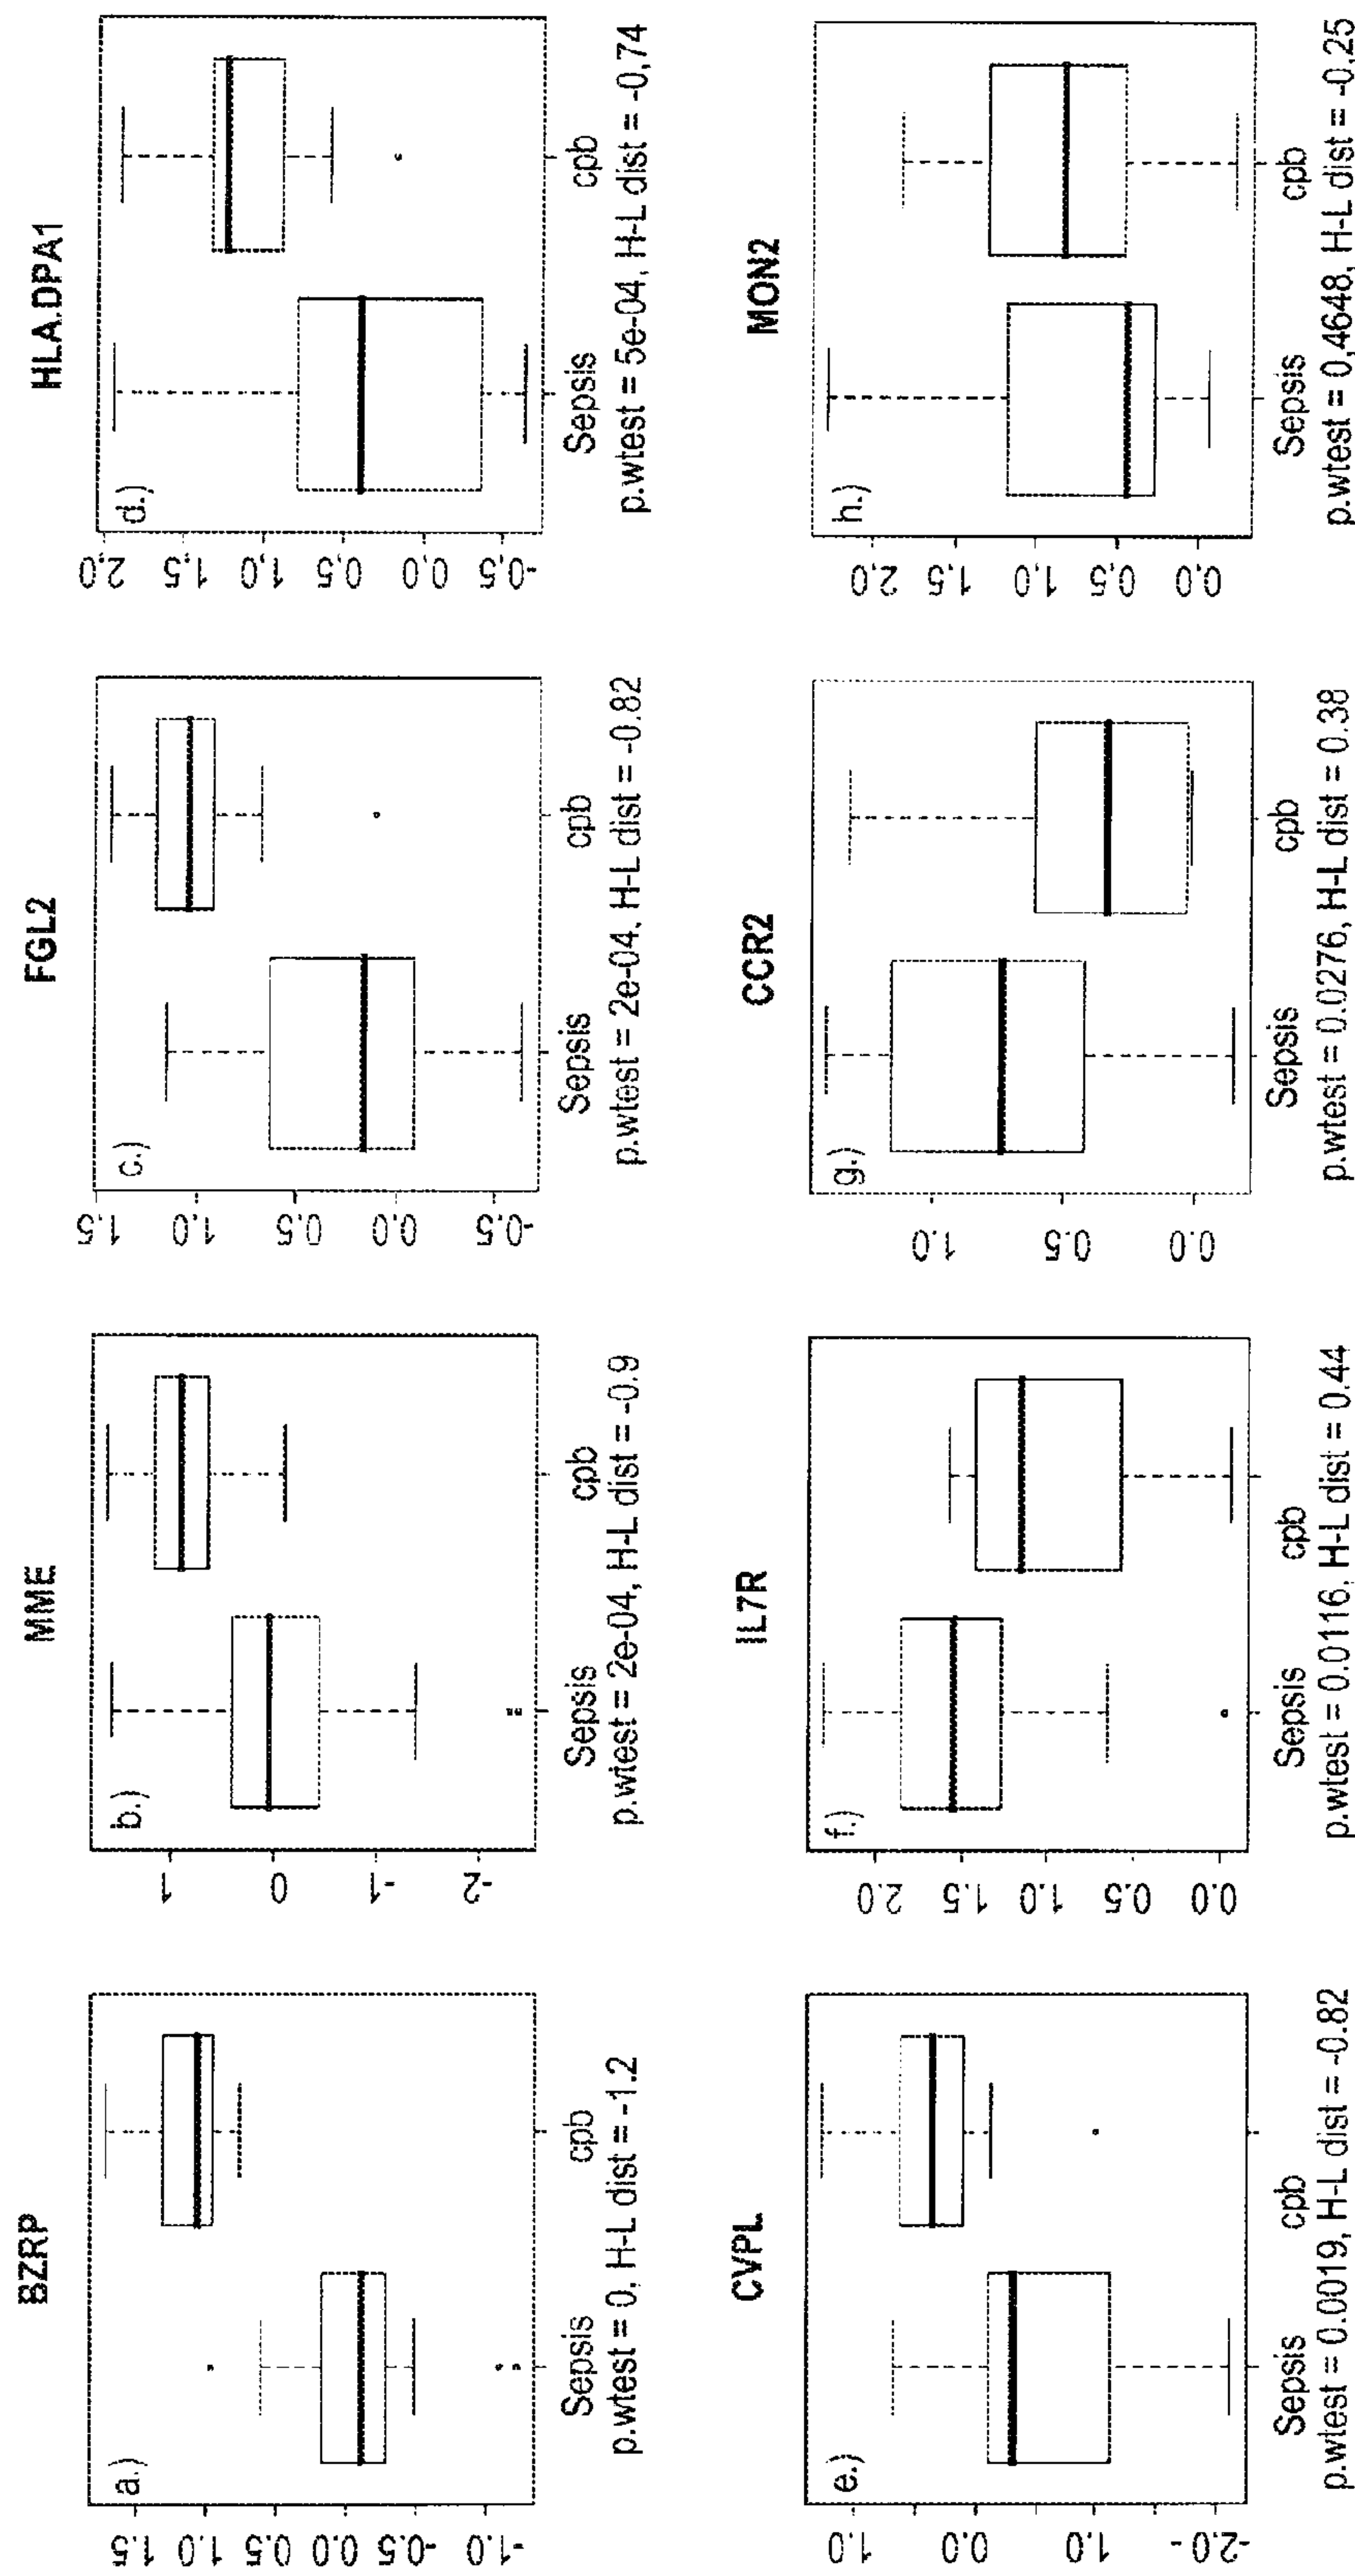 BZRP
a.)
1.5
1.0
0.5
0.0
-0.5
-1.0
Sepsis cpb
p.wtest = 0, H-L dist = -1.2
MME
b.)
1
0
-1
-2
Sepsis cpb
p.wtest = 2e-04, H-L dist = -0.9
FGL2
c.)
1.5
1.0
0.5
0.0
-0.5
Sepsis cpb
p.wtest = 2e-04, H-L dist = -0.82
HLA.DPA1
d.)
2,0
1,5
1,0
0,5
0,0
-0,5
Sepsis cpb
p.wtest = 5e-04, H-L dist = -0,74
CVPL
e.)
1.0
0.0
-1.0
-2.0
Sepsis cpb
p.wtest = 0.0019, H-L dist = -0.82
IL7R
f.)
2.0
1.5
1.0
0.5
0.0
Sepsis cpb
p.wtest = 0.0116, H-L dist = 0.44
CCR2
g.)
1.0
0.5
0.0
Sepsis cpb
p.wtest = 0.0276, H-L dist = 0.38
MON2
h.)
2,0
1,5
1,0
0.5
0.0
Sepsis cpb
p.wtest = 0,4648, H-L dist = -0,25